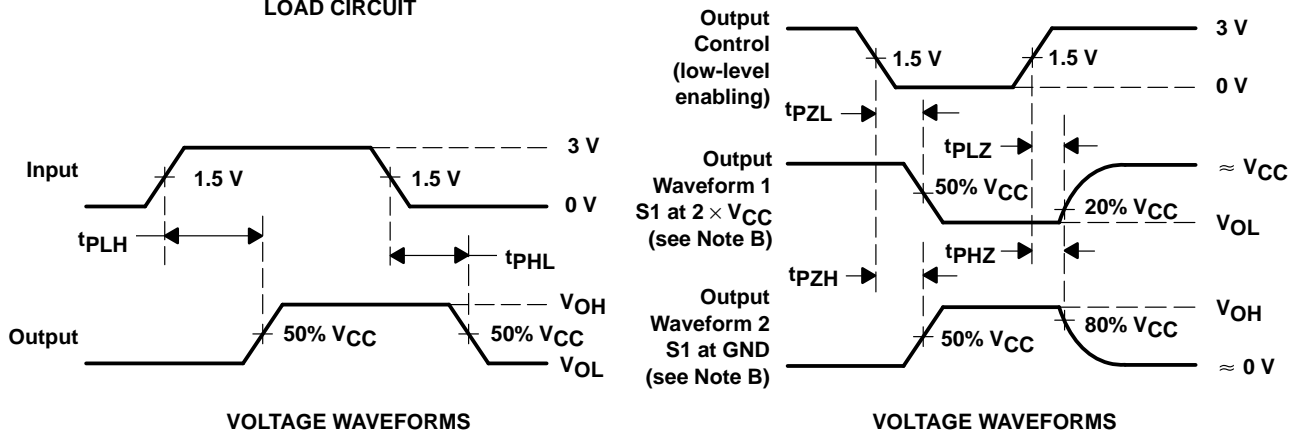 LOAD CIRCUIT
Input
3 V
1.5 V
1.5 V
0 V
tPLH
tPHL
Output
VOH
50% VCC
50% VCC
VOL
VOLTAGE WAVEFORMS
Output
Control
(low-level
enabling)
3 V
1.5 V
1.5 V
0 V
tPZL
tPLZ
Output
Waveform 1
S1 at 2 × VCC
(see Note B)
≈ VCC
50% VCC
20% VCC
VOL
tPZH
tPHZ
Output
Waveform 2
S1 at GND
(see Note B)
VOH
50% VCC
80% VCC
≈ 0 V
VOLTAGE WAVEFORMS